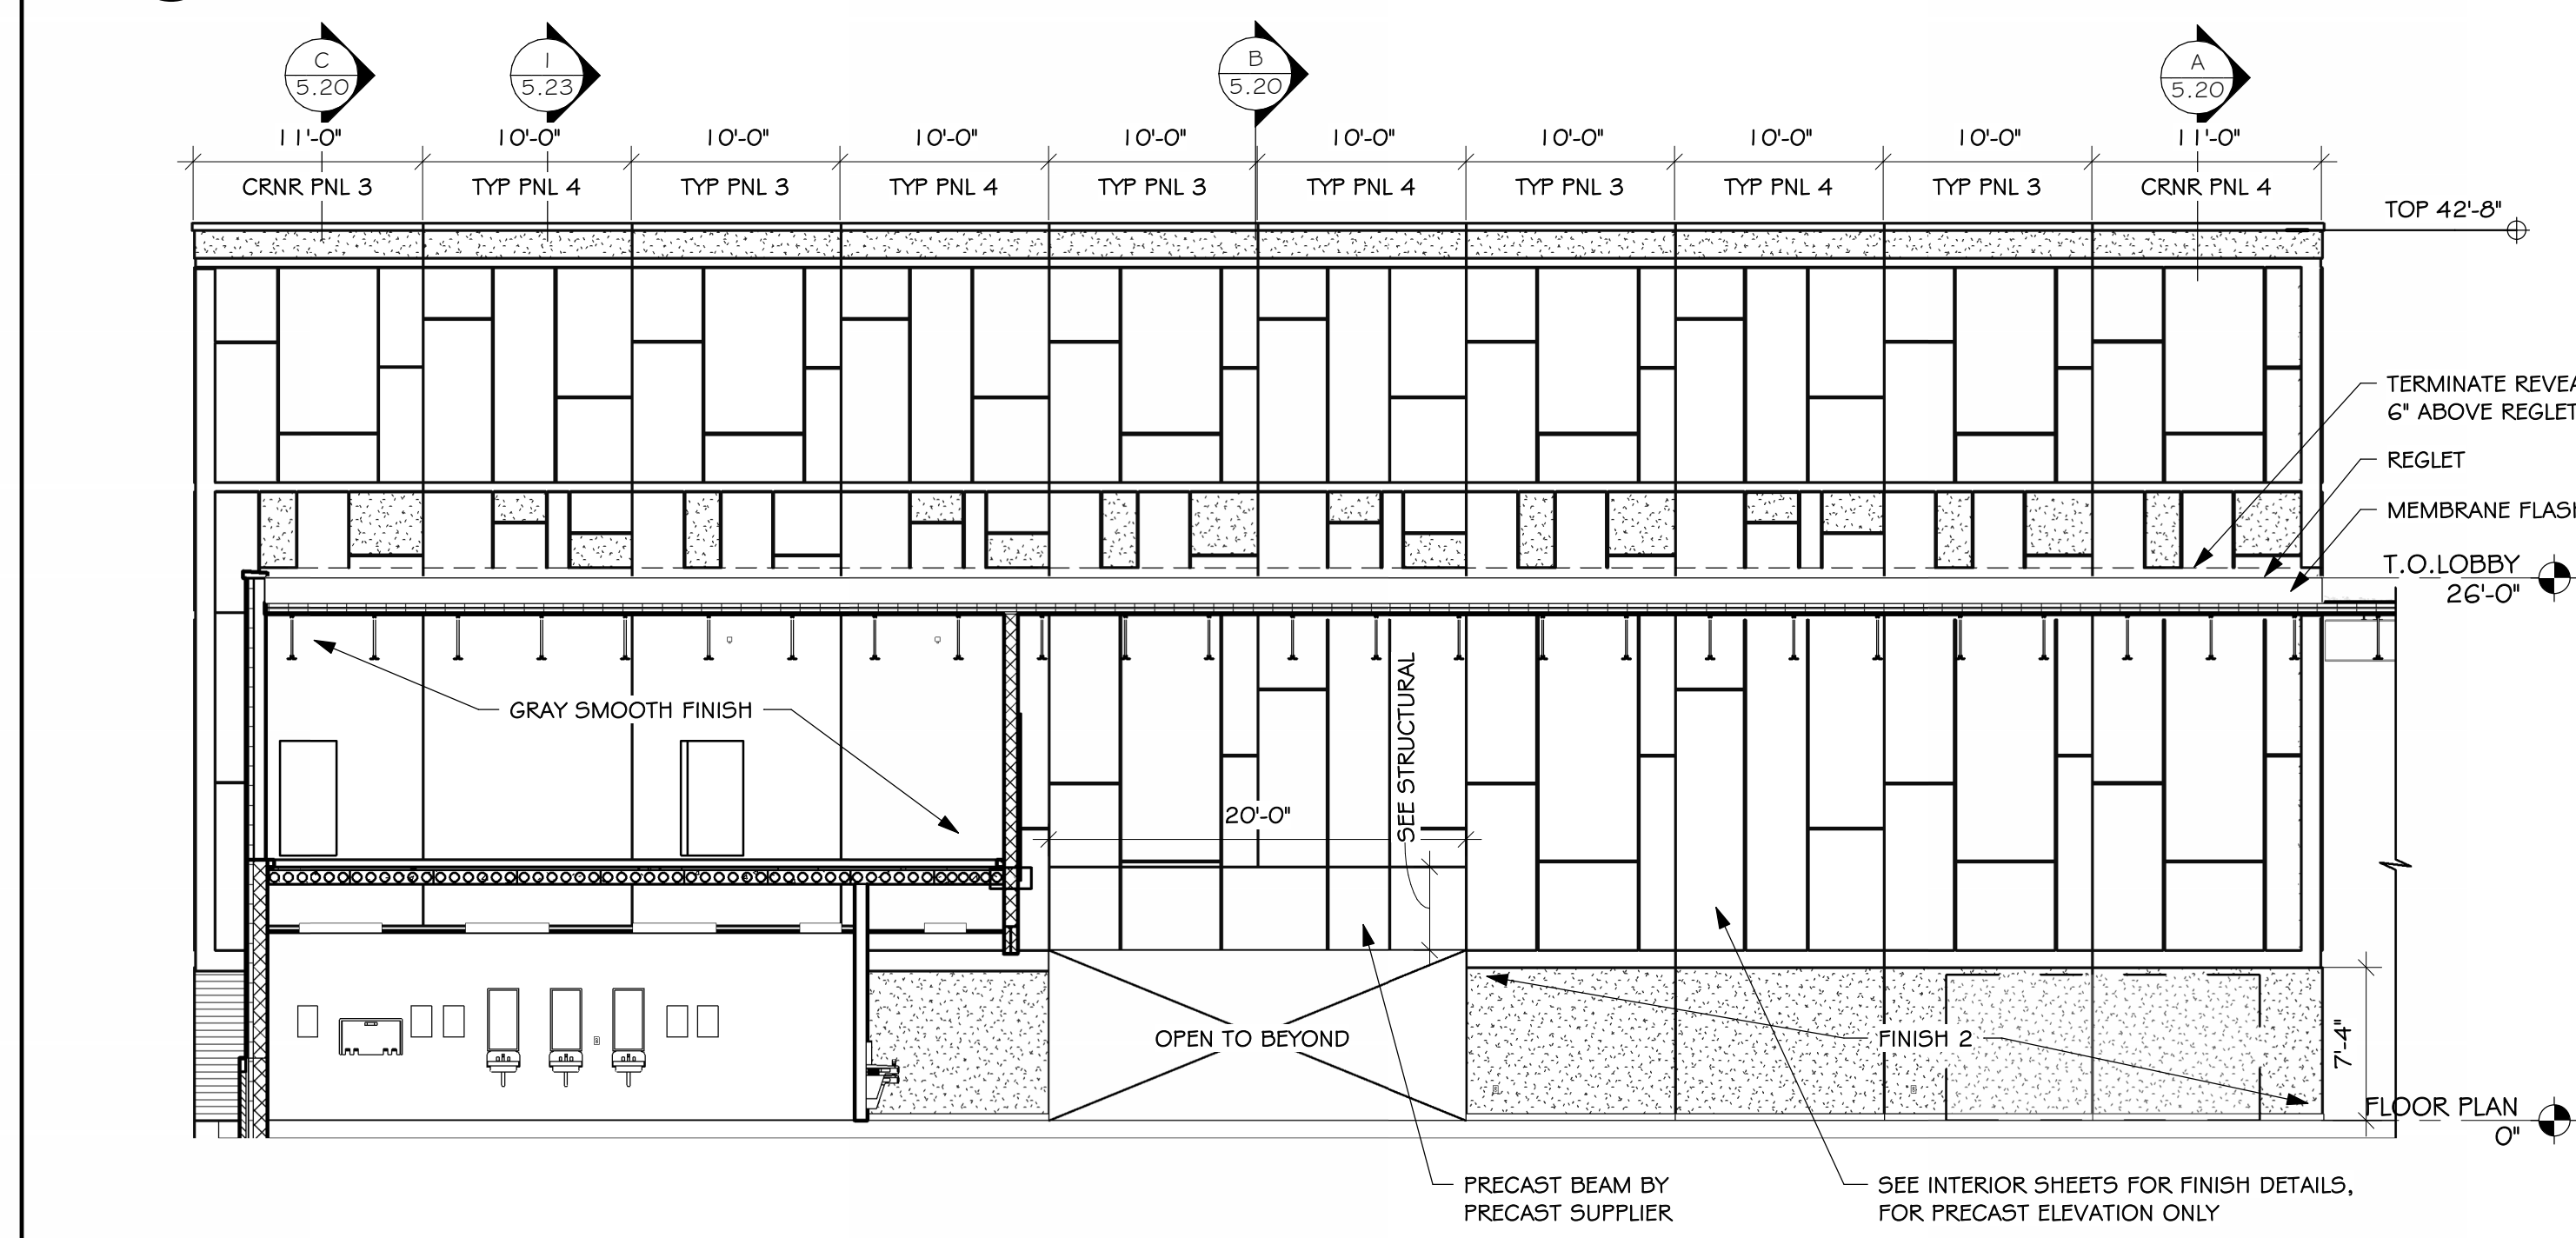 C
5.20
I
5.23
B
5.20
A
5.20
11'-0"
10'-0"
10'-0"
10'-0"
10'-0"
10'-0"
10'-0"
10'-0"
10'-0"
11'-0"
CRNR PNL 3
TYP PNL 4
TYP PNL 3
TYP PNL 4
TYP PNL 3
TYP PNL 4
TYP PNL 3
TYP PNL 4
TYP PNL 3
CRNR PNL 4
TOP 42'-8"
TERMINATE REVEA
6" ABOVE REGLET
REGLET
MEMBRANE FLASH
T.O.LOBBY
26'-0"
GRAY SMOOTH FINISH
SEE STRUCTURAL
20'-0"
OPEN TO BEYOND
FINISH 2
7'-4"
FLOOR PLAN
0"
PRECAST BEAM BY
PRECAST SUPPLIER
SEE INTERIOR SHEETS FOR FINISH DETAILS,
FOR PRECAST ELEVATION ONLY